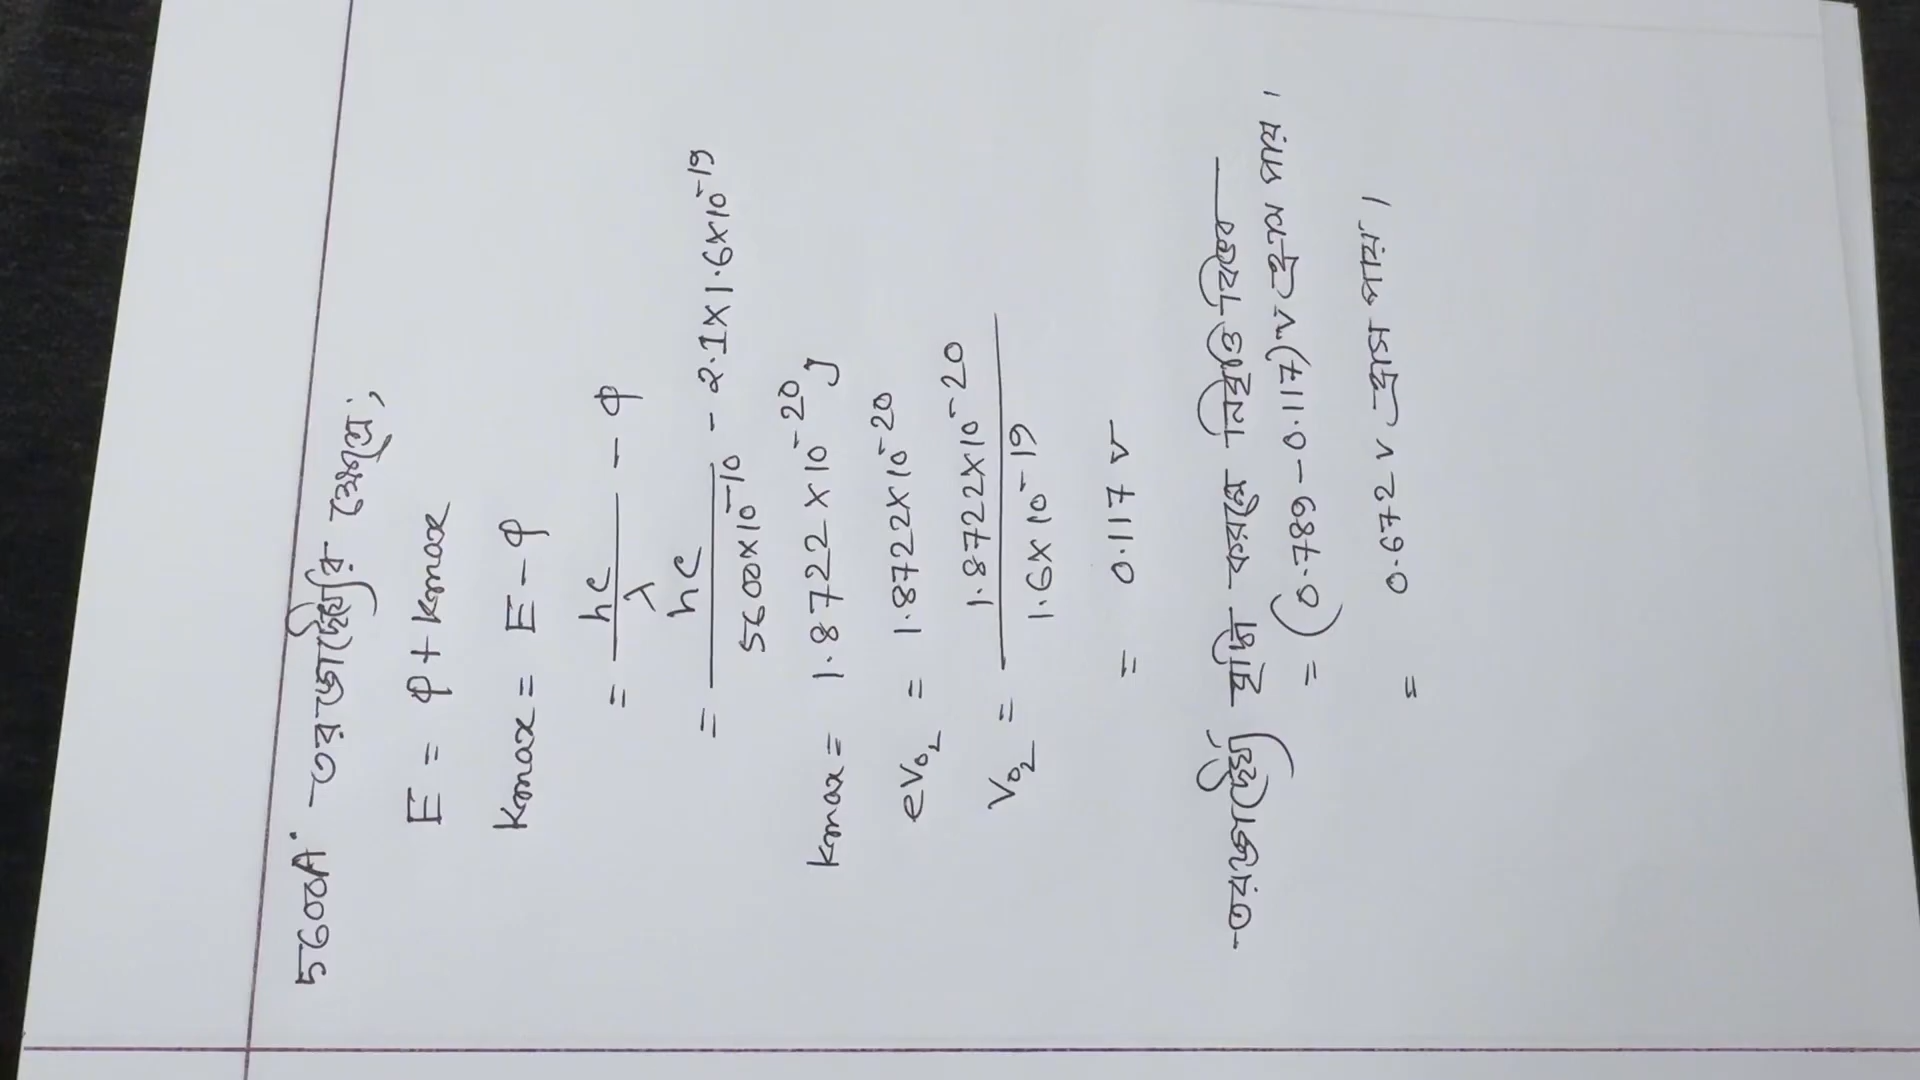 5600A° তরঙ্গদৈর্ঘ্যের ক্ষেত্রে;
E = φ + Kmax
Kmax = E - φ
= hc/λ - φ
= hc/5600×10^-10 - 2.1×1.6×10^-19
Kmax = 1.8722×10^-20 J
eV₀₂ = 1.8722×10^-20
V₀₂ = 1.8722×10^-20/1.6×10^-19
= 0.117 V
তরঙ্গদৈর্ঘ্য বৃদ্ধি করলে নিবৃত্তি বিভব
= (0.789 - 0.117)V হ্রাস করা যায়।
= 0.672 V হ্রাস পায়।